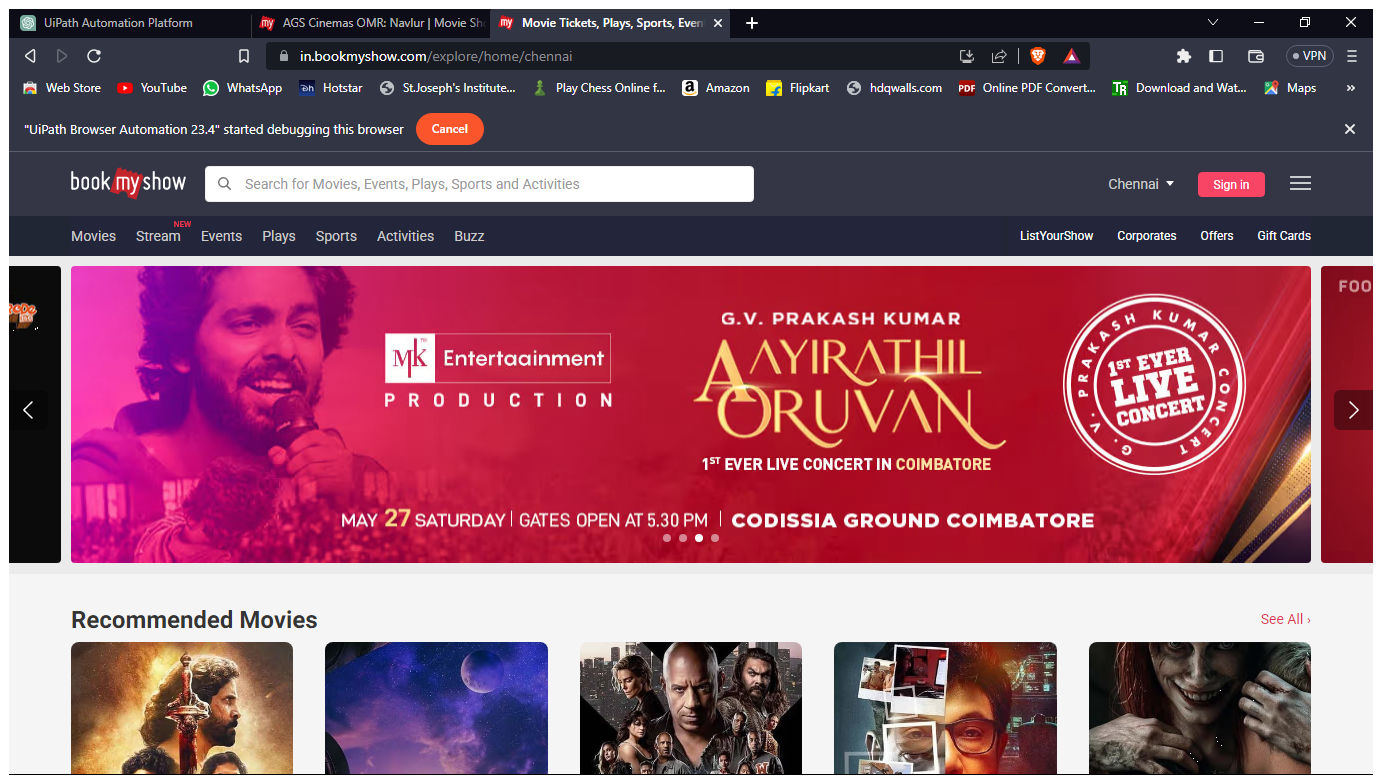 UiPath Automation Platform
AGS Cinemas OMR: Navlur | Movie Sho
Movie Tickets, Plays, Sports, Even
in.bookmyshow.com/explore/home/chennai
VPN
Web Store
YouTube
WhatsApp
Hotstar
St.Joseph's Institute...
Play Chess Online f...
Amazon
Flipkart
hdqwalls.com
PDF
Online PDF Convert...
TR
Download and Wat...
Maps
»
"UiPath Browser Automation 23.4" started debugging this browser
Cancel
book my show
Search for Movies, Events, Plays, Sports and Activities
Chennai
Sign in
Movies
Stream
NEW
Events
Plays
Sports
Activities
Buzz
ListYourShow
Corporates
Offers
Gift Cards
MK Entertaainment
PRODUCTION
G.V. PRAKASH KUMAR
AAYIRATHIL
ORUVAN
1ST EVER LIVE CONCERT IN COIMBATORE
G.V. PRAKASH KUMAR CONCERT
1ST EVER
LIVE
CONCERT
MAY 27 SATURDAY | GATES OPEN AT 5.30 PM | CODISSIA GROUND COIMBATORE
FOO
Recommended Movies
See All ›